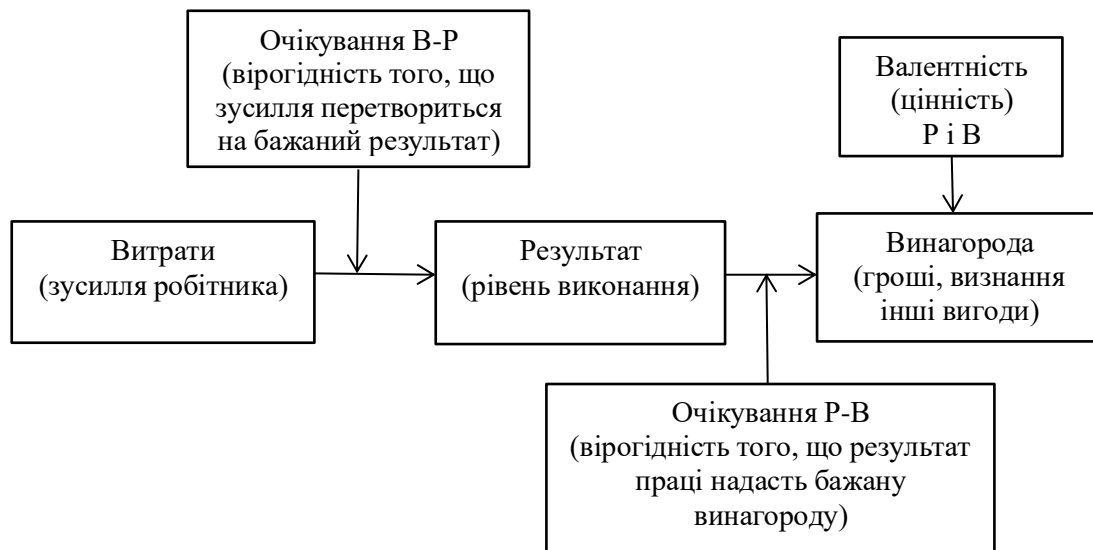 Очікування В-Р
(вірогідність того, що
зусилля перетвориться
на бажаний результат)
Валентність
(цінність)
Р і В
Витрати
(зусилля робітника)
Результат
(рівень виконання)
Винагорода
(гроші, визнання
інші вигоди)
Очікування Р-В
(вірогідність того, що результат
праці надасть бажану
винагороду)